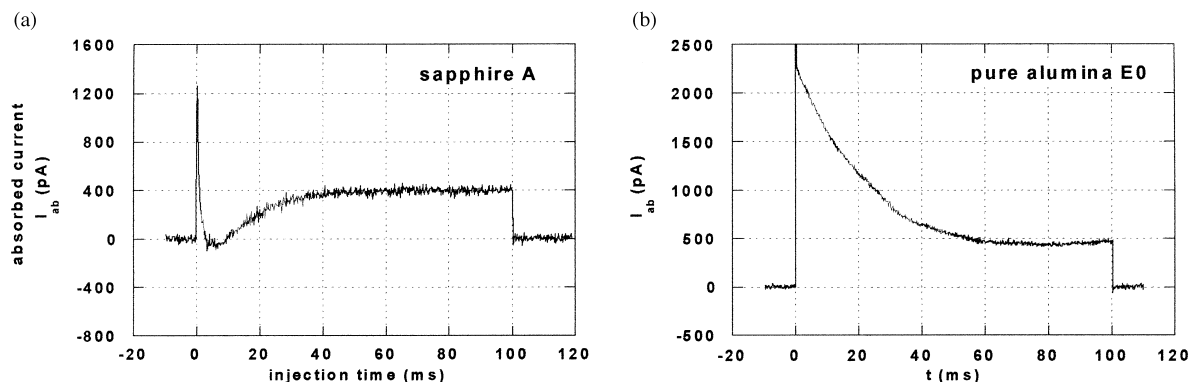 (a)
1600
1200
800
400
0
-400
-800
absorbed current
I ab (pA)
sapphire A
-20 0 20 40 60 80 100 120
injection time (ms)
(b)
2500
2000
1500
1000
500
0
-500
I ab (pA)
pure alumina E0
-20 0 20 40 60 80 100 120
t (ms)